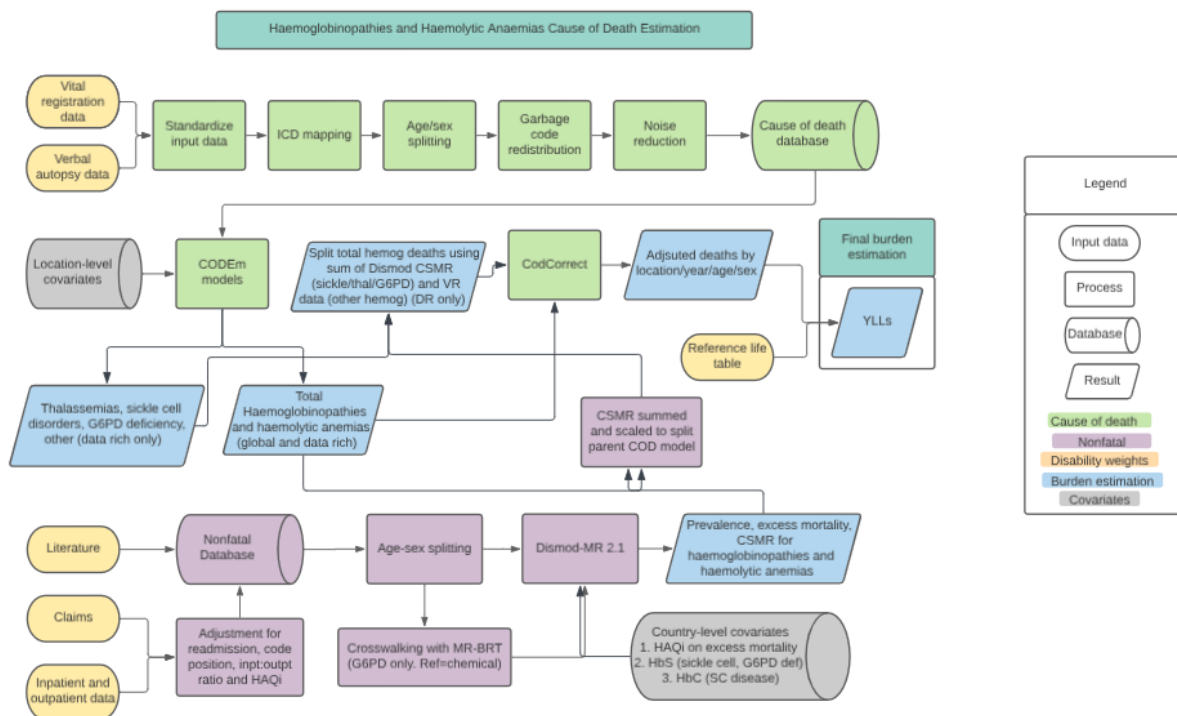 Haemoglobinopathies and Haemolytic Anaemias Cause of Death Estimation
Vital
registration
data
Verbal
autopsy data
Standardize
input data
ICD mapping
Age/sex
splitting
Garbage
code
redistribution
Noise
reduction
Cause of death
database
Location-level
covariates
CODEm
models
Split total hemog deaths using
sum of Dismod CSMR
(sickle/thal/G6PD) and VR
data (other hemog) (DR only)
CodCorrect
Adjsuted deaths by
location/year/age/sex
Final burden
estimation
YLLs
Reference life
table
Thalassemias, sickle cell
disorders, G6PD deficiency,
other (data rich only)
Total
Haemoglobinopathies
and haemolytic anemias
(global and data rich)
CSMR summed
and scaled to split
parent COD model
Literature
Nonfatal
Database
Age-sex splitting
Dismod-MR 2.1
Prevalence, excess mortality,
CSMR for
haemoglobinopathies and
haemolytic anemias
Claims
Inpatient and
outpatient data
Adjustment for
readmission, code
position, inpt:outpt
ratio and HAQi
Crosswalking with MR-BRT
(G6PD only. Ref=chemical)
Country-level covariates
1. HAQi on excess mortality
2. HbS (sickle cell, G6PD def)
3. HbC (SC disease)
Legend
Input data
Process
Database
Result
Cause of death
Nonfatal
Disability weights
Burden estimation
Covariates